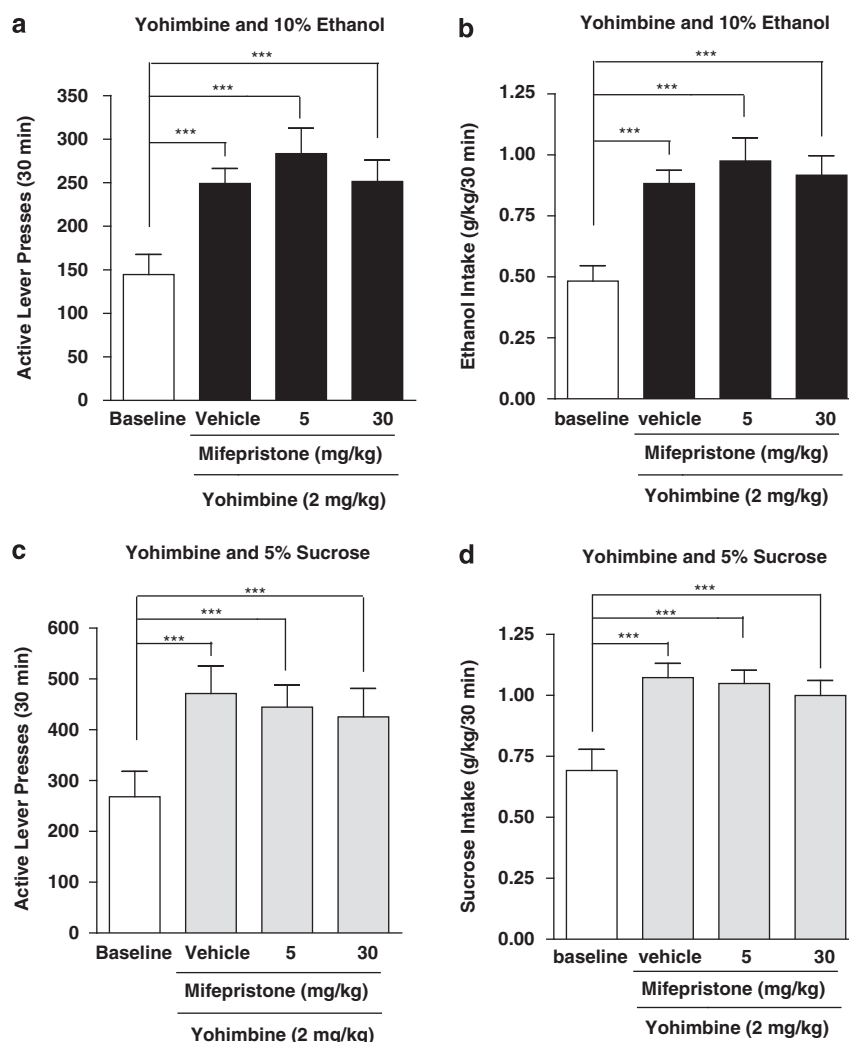 a
Yohimbine and 10% Ethanol
***
***
***
Active Lever Presses (30 min)
350
300
250
200
150
100
50
0
Baseline Vehicle 5 30
Mifepristone (mg/kg)
Yohimbine (2 mg/kg)
b
Yohimbine and 10% Ethanol
***
***
***
Ethanol Intake (g/kg/30 min)
1.25
1.00
0.75
0.50
0.25
0.00
baseline vehicle 5 30
Mifepristone (mg/kg)
Yohimbine (2 mg/kg)
c
Yohimbine and 5% Sucrose
***
***
***
Active Lever Presses (30 min)
600
500
400
300
200
100
0
Baseline Vehicle 5 30
Mifepristone (mg/kg)
Yohimbine (2 mg/kg)
d
Yohimbine and 5% Sucrose
***
***
***
Sucrose Intake (g/kg/30 min)
1.25
1.00
0.75
0.50
0.25
0.00
baseline vehicle 5 30
Mifepristone (mg/kg)
Yohimbine (2 mg/kg)